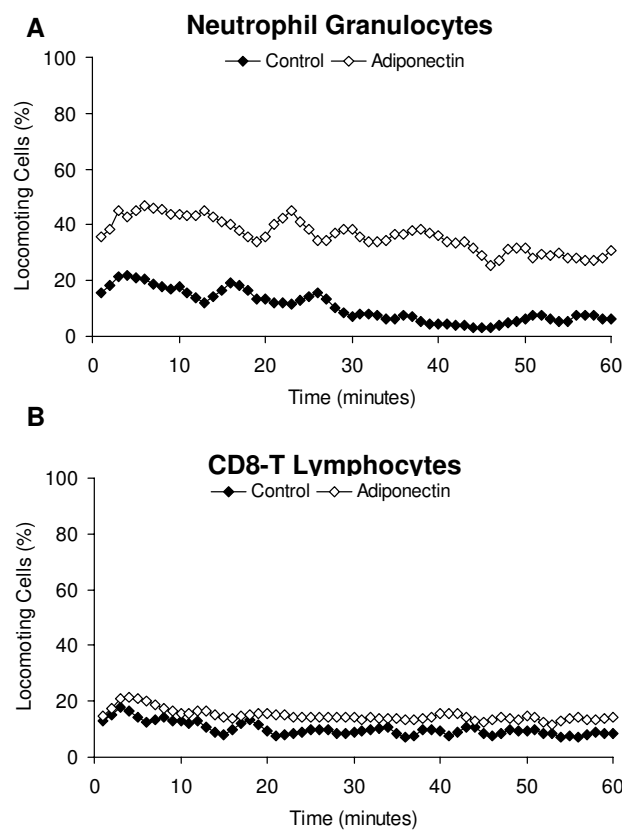 A
Neutrophil Granulocytes
Control Adiponectin
100
80
60
40
20
0
Locomoting Cells (%)
0 10 20 30 40 50 60
Time (minutes)
B
CD8-T Lymphocytes
Control Adiponectin
100
80
60
40
20
0
Locomoting Cells (%)
0 10 20 30 40 50 60
Time (minutes)